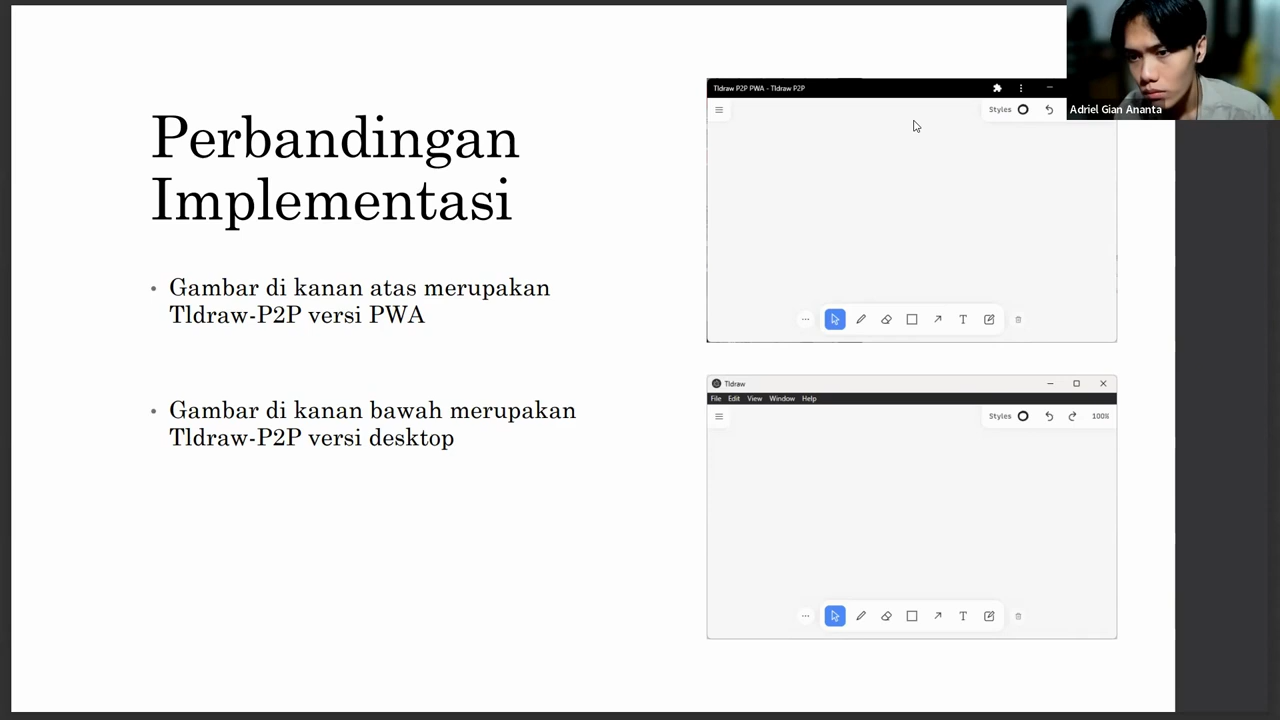 Perbandingan
Implementasi
• Gambar di kanan atas merupakan
Tldraw-P2P versi PWA
• Gambar di kanan bawah merupakan
Tldraw-P2P versi desktop
Tldraw P2P PWA - Tldraw P2P
Styles
T
Tldraw
File Edit View Window Help
Styles 100%
T
Adriel Gian Ananta